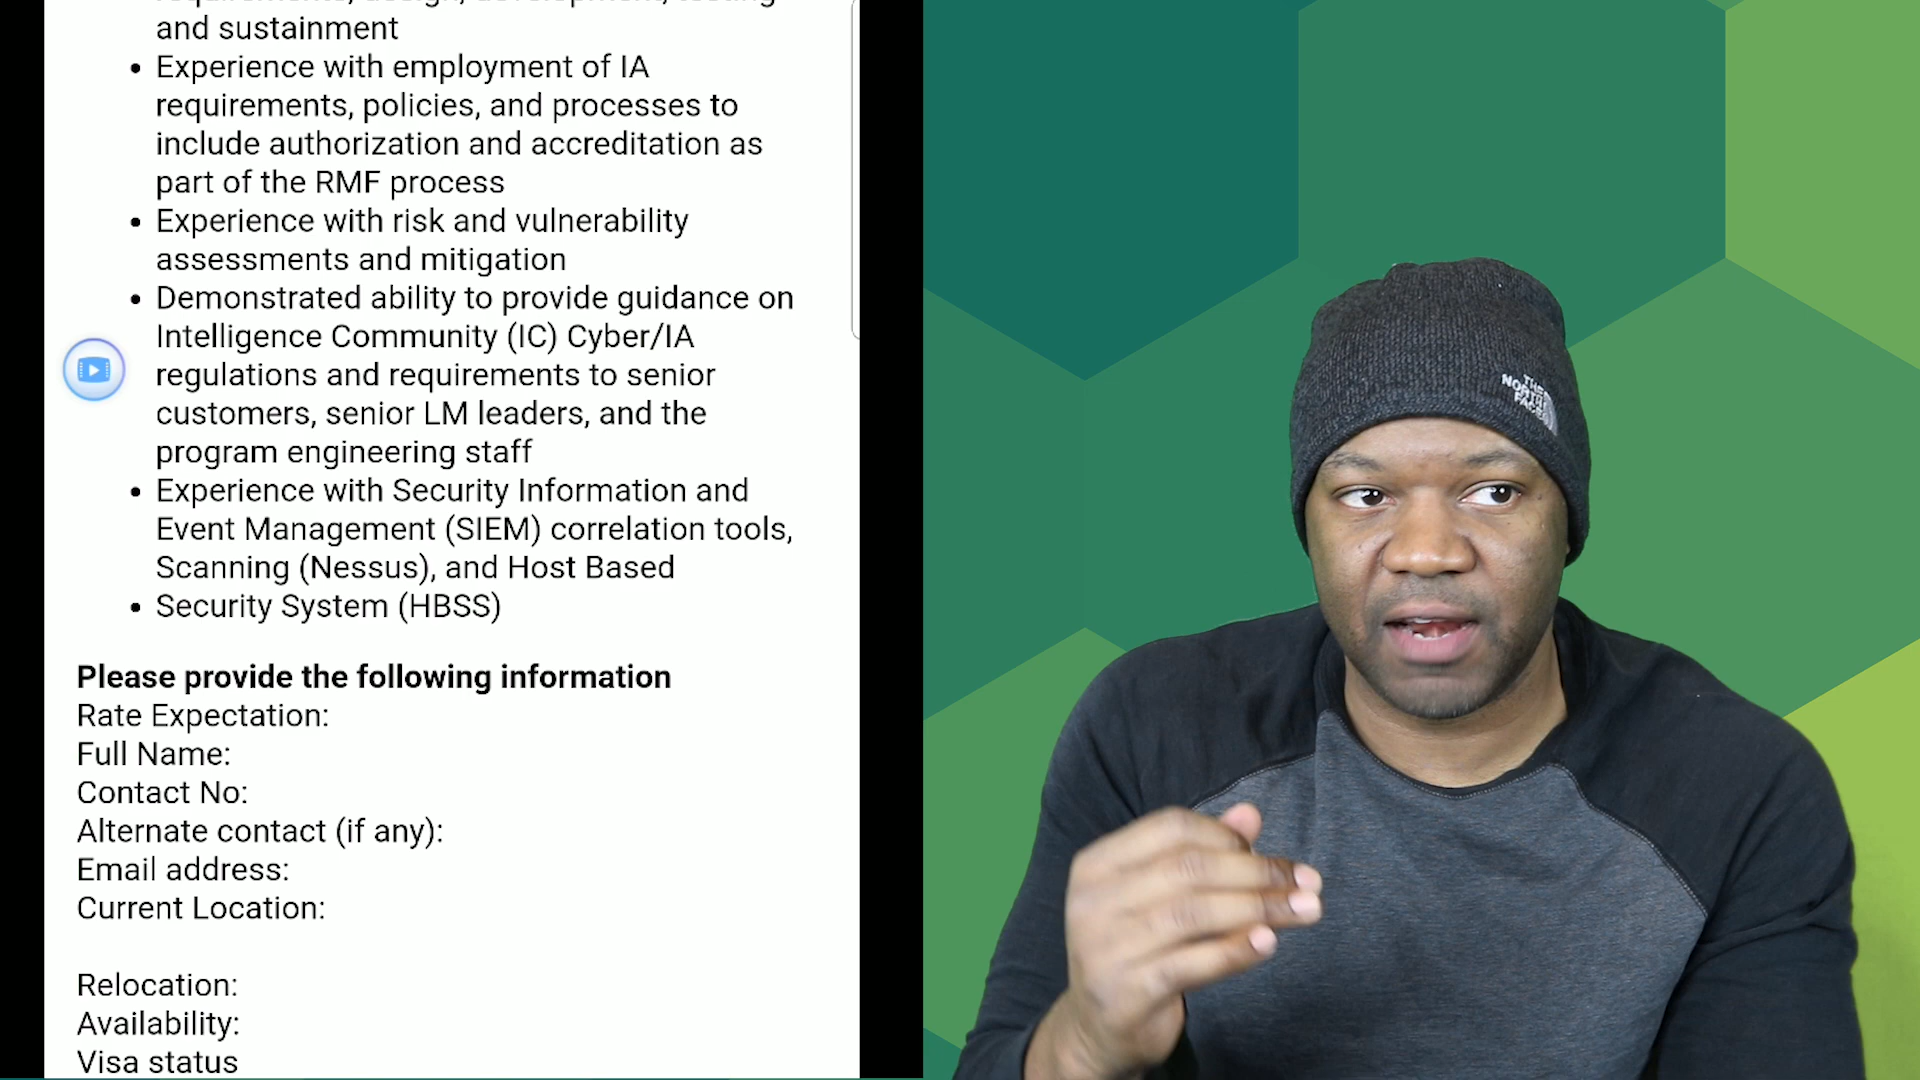 requirements, design, development, testing
and sustainment
• Experience with employment of IA
requirements, policies, and processes to
include authorization and accreditation as
part of the RMF process
• Experience with risk and vulnerability
assessments and mitigation
• Demonstrated ability to provide guidance on
Intelligence Community (IC) Cyber/IA
regulations and requirements to senior
customers, senior LM leaders, and the
program engineering staff
• Experience with Security Information and
Event Management (SIEM) correlation tools,
Scanning (Nessus), and Host Based
• Security System (HBSS)
Please provide the following information
Rate Expectation:
Full Name:
Contact No:
Alternate contact (if any):
Email address:
Current Location:
Relocation:
Availability:
Visa status
THE
NORTH
FACE